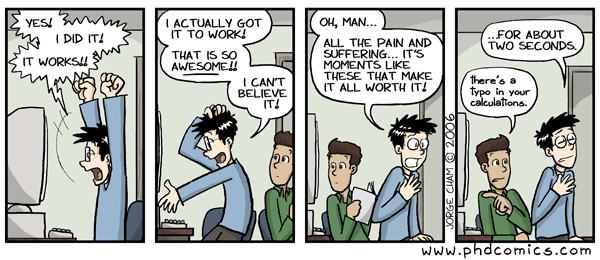 YES!
I DID IT!
IT WORKS!!
I ACTUALLY GOT
IT TO WORK!
THAT IS SO
AWESOME!!
I CAN'T
BELIEVE
IT!
OH, MAN...
ALL THE PAIN AND
SUFFERING... IT'S
MOMENTS LIKE
THESE THAT MAKE
IT ALL WORTH IT!
JORGE CHAM © 2006
...FOR ABOUT
TWO SECONDS.
there's a
typo in your
calculations.
www.phdcomics.com